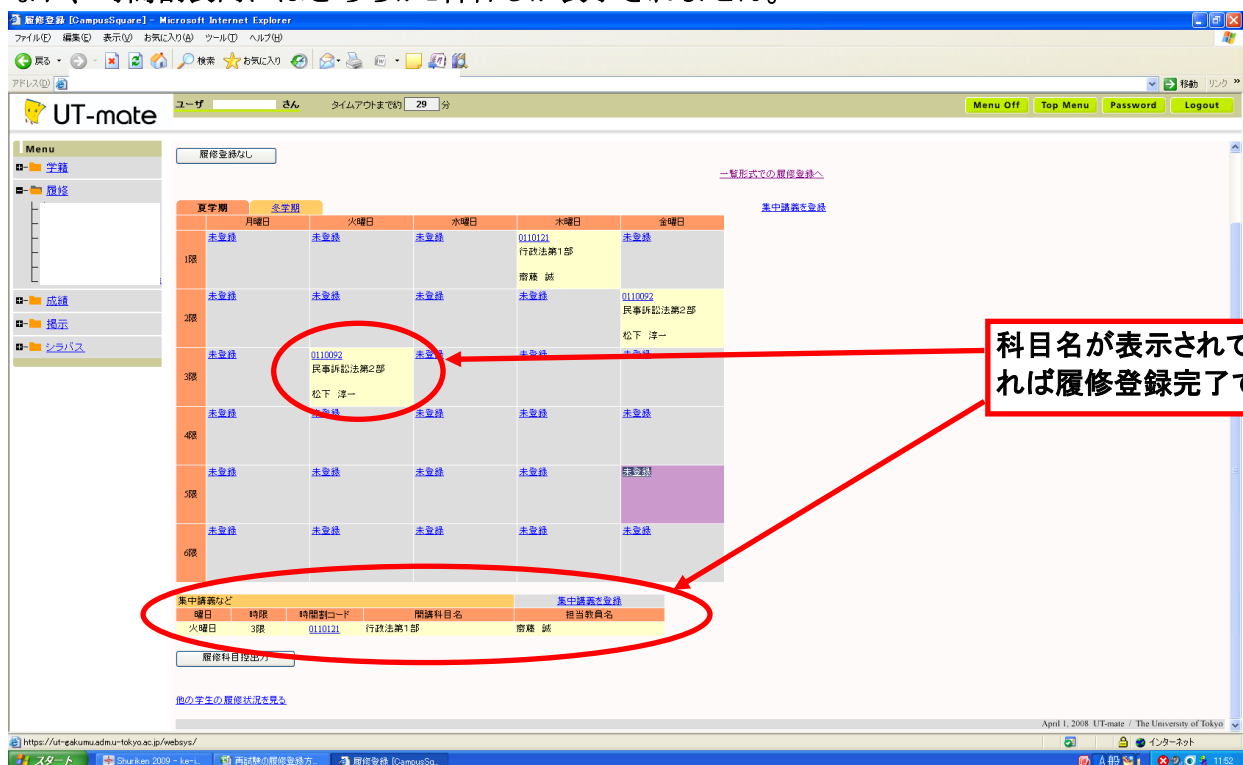 履修登録 [CampusSquare] - Microsoft Internet Explorer
ファイル(F) 編集(E) 表示(V) お気に入り(A) ツール(T) ヘルプ(H)
戻る 検索 お気に入り
アドレス(D) 移動 リンク »
UT-mate
ユーザ さん タイムアウトまで約 29 分
Menu Off Top Menu Password Logout
Menu
学籍
履修
成績
掲示
シラバス
履修登録なし
一覧形式での履修登録へ
夏学期 冬学期
集中講義を登録
月曜日 火曜日 水曜日 木曜日 金曜日
1限 未登録 未登録 未登録 0110121 未登録
行政法第1部
齋藤 誠
2限 未登録 未登録 未登録 未登録 0110092
民事訴訟法第2部
松下 淳一
3限 未登録 0110092 未登録 未登録 未登録
民事訴訟法第2部
松下 淳一
4限 未登録 未登録 未登録 未登録 未登録
5限 未登録 未登録 未登録 未登録 未登録
6限 未登録 未登録 未登録 未登録 未登録
科目名が表示されて
れば履修登録完了で
集中講義など 集中講義を登録
曜日 時限 時間割コード 開講科目名 担当教員名
火曜日 3限 0110121 行政法第1部 齋藤 誠
履修科目控出力
他の学生の履修状況を見る
April 1, 2008 UT-mate / The University of Tokyo
https://ut-gakumu.adm.u-tokyo.ac.jp/websys/
インターネット
スタート Shuriken 2009 - ke-i... 再試験の履修登録方... 履修登録 [CampusSq... A 般 11:52